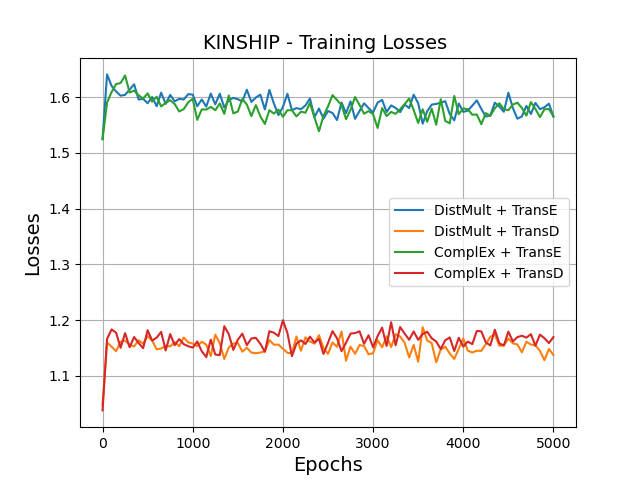 KINSHIP - Training Losses
Losses
1.6
1.5
1.4
1.3
1.2
1.1
DistMult + TransE
DistMult + TransD
ComplEx + TransE
ComplEx + TransD
0
1000
2000
3000
4000
5000
Epochs